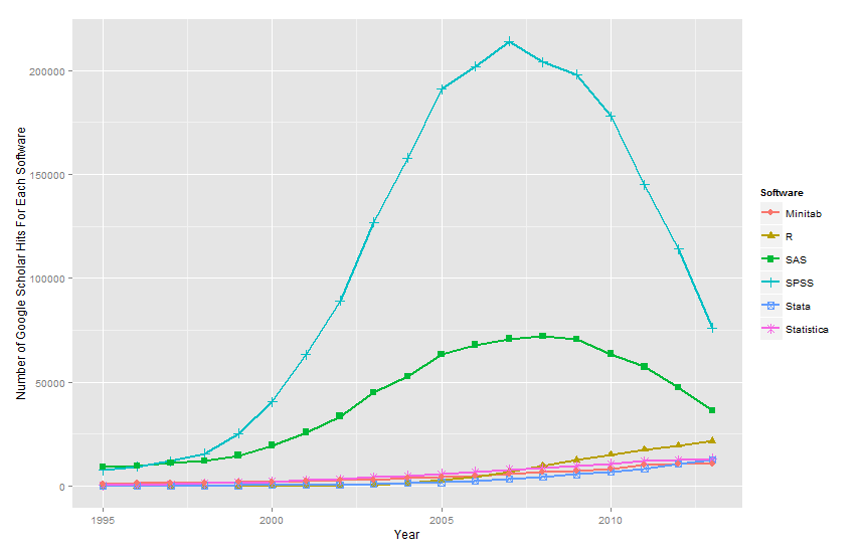 Number of Google Scholar Hits For Each Software
200000
150000
100000
50000
0
1995
2000
2005
2010
Year
Software
Minitab
R
SAS
SPSS
Stata
Statistica